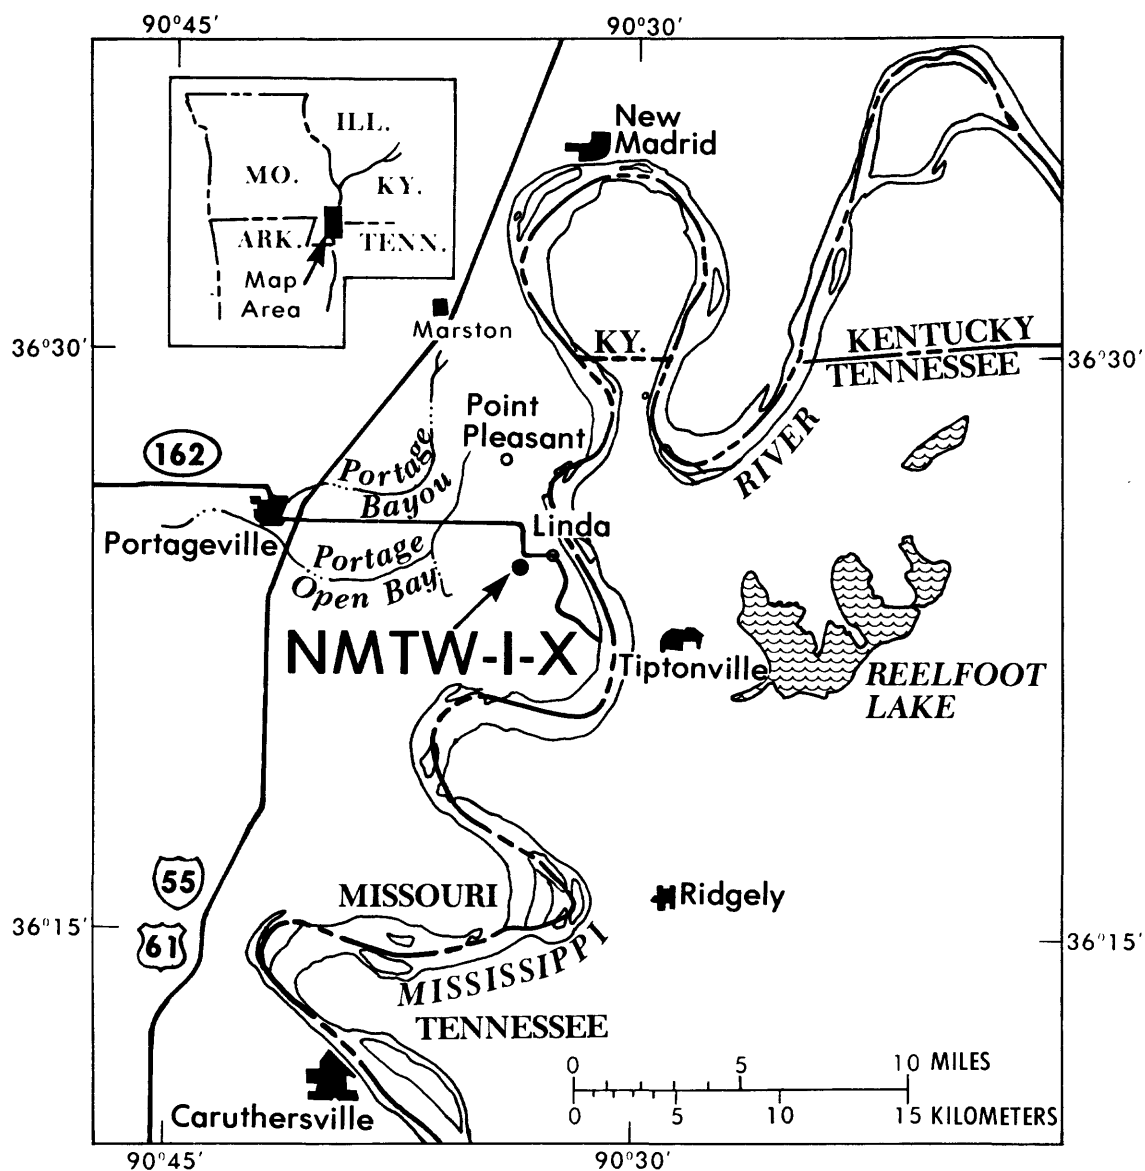 90°45'
90°30'
ILL.
MO.
KY.
ARK.
TENN.
Map
Area
New
Madrid
Marston
36°30'
KY.
KENTUCKY
TENNESSEE
36°30'
Point
Pleasant
162
Portage
Bayou
RIVER
Linda
Portageville
Portage
Open Bay
NMTW-I-X
Tiptonville
REELFOOT
LAKE
55
MISSOURI
Ridgely
36°15'
61
36°15'
MISSISSIPPI
TENNESSEE
0 5 10 MILES
0 5 10 15 KILOMETERS
Caruthersville
90°45'
90°30'